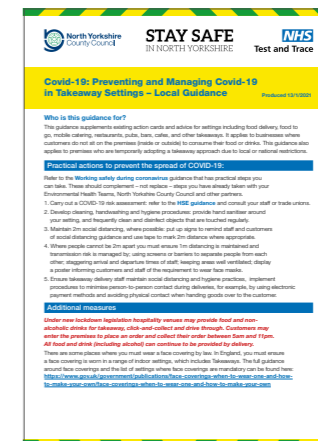 North Yorkshire
County Council
STAY SAFE
IN NORTH YORKSHIRE
NHS
Test and Trace
Covid-19: Preventing and Managing Covid-19
in Takeaway Settings – Local Guidance
Produced 12/1/2021
Who is this guidance for?
This guidance supplements existing action cards and advice for settings including food delivery, food to
go, mobile catering, restaurants, pubs, bars, cafes, and other takeaways. It applies to businesses where
customers do not sit on the premises (inside or outside) to consume their food or drinks. This guidance also
applies to premises who are temporarily adopting a takeaway approach due to local or national restrictions.
Practical actions to prevent the spread of COVID-19:
Refer to the Working safely during coronavirus guidance that has practical steps you
can take. These should complement – not replace – steps you have already taken with your
Environmental Health Teams, North Yorkshire County Council and other partners.
1. Carry out a COVID-19 risk assessment: refer to the HSE guidance and consult your staff or trade unions.
2. Develop cleaning, handwashing and hygiene procedures: provide hand sanitiser around
your setting, and frequently clean and disinfect objects that are touched regularly.
3. Maintain 2m social distancing, where possible: put up signs to remind staff and customers
of social distancing guidance and use tape to mark 2m distance where appropriate.
4. Where people cannot be 2m apart you must ensure 1m distancing is maintained and
transmission risk is managed by; using screens or barriers to separate people from each
other; staggering arrival and departure times of staff; keeping areas well ventilated; display
a poster informing customers and staff of the requirement to wear face masks.
5. Ensure takeaway delivery staff maintain social distancing and hygiene practices, implement
procedures to minimise person-to-person contact during deliveries, for example, by using electronic
payment methods and avoiding physical contact when handing goods over to the customer.
Additional measures
Under new lockdown legislation hospitality venues may provide food and non-
alcoholic drinks for takeaway, click-and-collect and drive through. Customers may
enter the premises to place an order and collect their order between 5am and 11pm.
All food and drink (including alcohol) can continue to be provided by delivery.
There are some places where you must wear a face covering by law. In England, you must ensure
a face covering is worn in a range of indoor settings, which includes Takeaways. The full guidance
around face coverings and the list of settings where face coverings are mandatory can be found here:
https://www.gov.uk/government/publications/face-coverings-when-to-wear-one-and-how-
to-make-your-own/face-coverings-when-to-wear-one-and-how-to-make-your-own